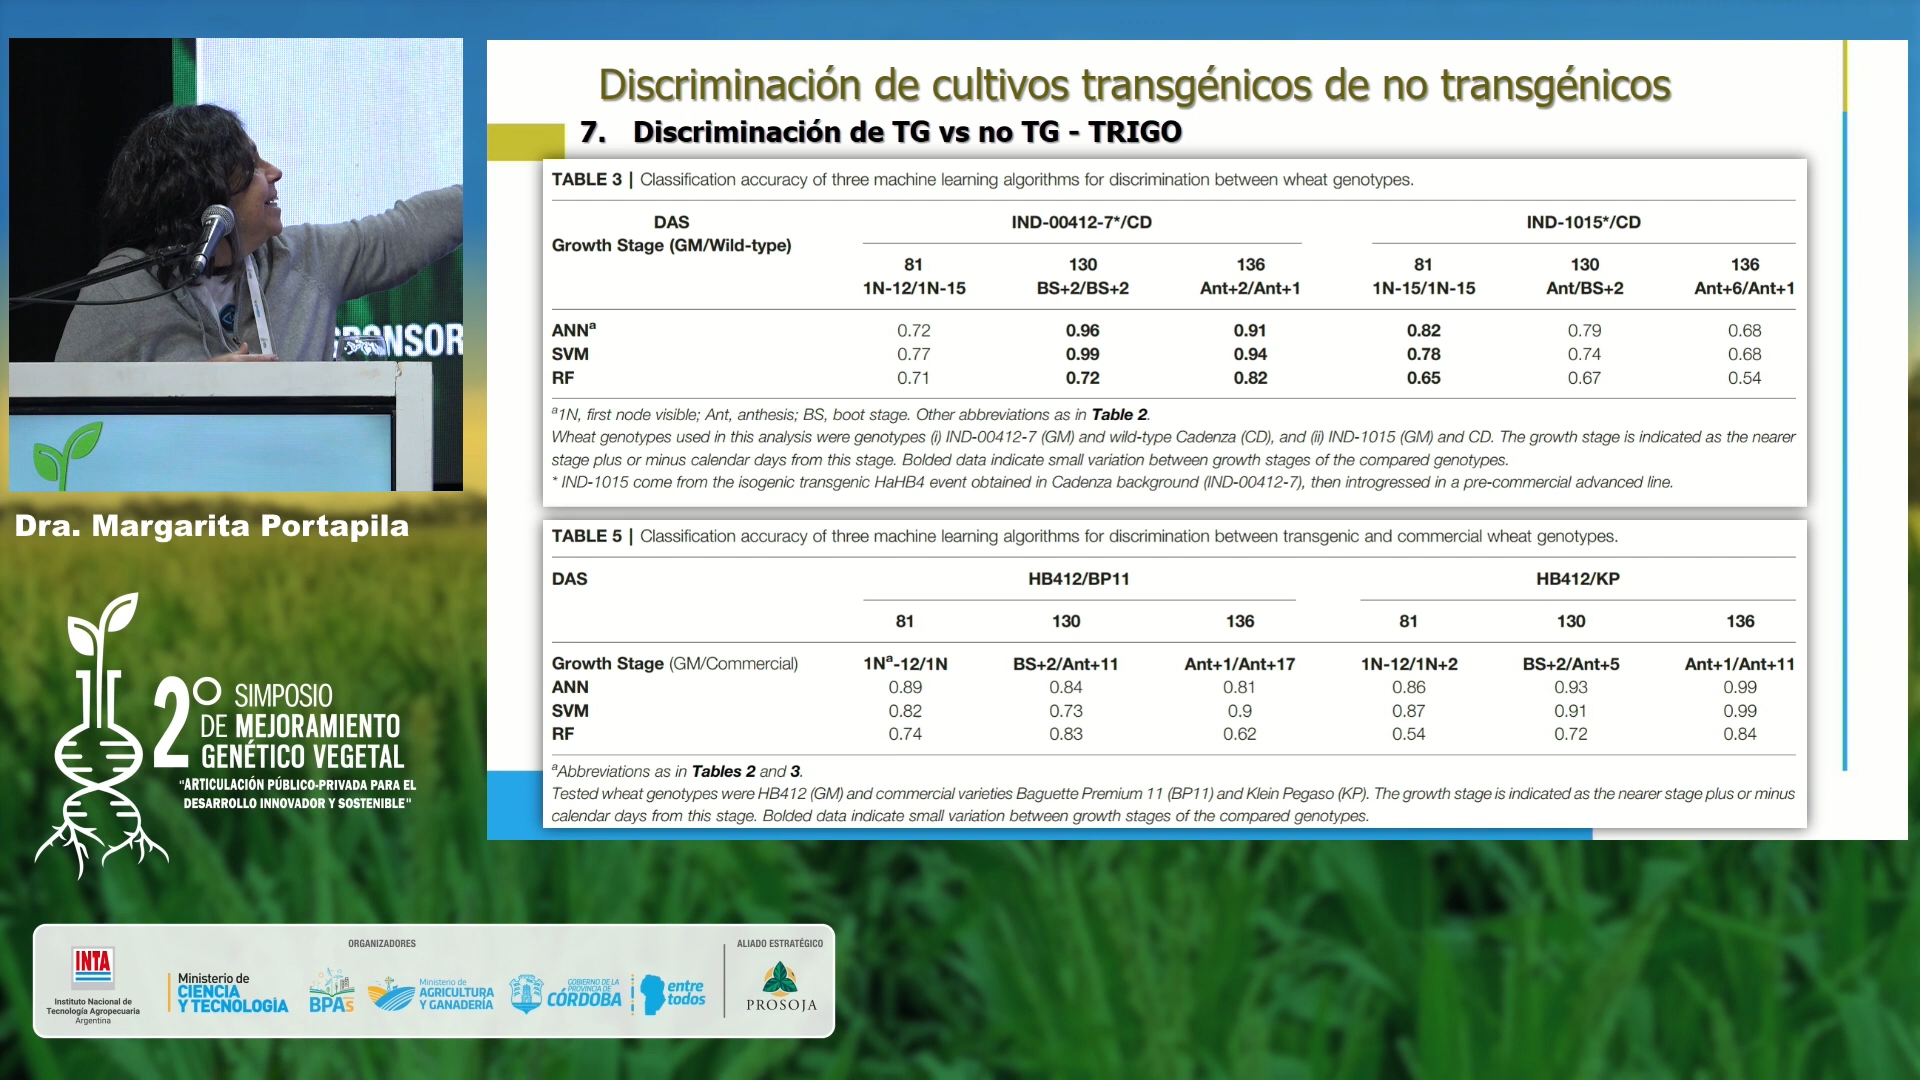 Discriminación de cultivos transgénicos de no transgénicos
7. Discriminación de TG vs no TG - TRIGO
TABLE 3 | Classification accuracy of three machine learning algorithms for discrimination between wheat genotypes.
DAS IND-00412-7*/CD IND-1015*/CD
Growth Stage (GM/Wild-type)
81 130 136 81 130 136
1N-12/1N-15 BS+2/BS+2 Ant+2/Ant+1 1N-15/1N-15 Ant/BS+2 Ant+6/Ant+1
ANNª 0.72 0.96 0.91 0.82 0.79 0.68
SVM 0.77 0.99 0.94 0.78 0.74 0.68
RF 0.71 0.72 0.82 0.65 0.67 0.54
ª1N, first node visible; Ant, anthesis; BS, boot stage. Other abbreviations as in Table 2.
Wheat genotypes used in this analysis were genotypes (i) IND-00412-7 (GM) and wild-type Cadenza (CD), and (ii) IND-1015 (GM) and CD. The growth stage is indicated as the nearer
stage plus or minus calendar days from this stage. Bolded data indicate small variation between growth stages of the compared genotypes.
* IND-1015 come from the isogenic transgenic HaHB4 event obtained in Cadenza background (IND-00412-7), then introgressed in a pre-commercial advanced line.
TABLE 5 | Classification accuracy of three machine learning algorithms for discrimination between transgenic and commercial wheat genotypes.
DAS HB412/BP11 HB412/KP
81 130 136 81 130 136
Growth Stage (GM/Commercial) 1Nª-12/1N BS+2/Ant+11 Ant+1/Ant+17 1N-12/1N+2 BS+2/Ant+5 Ant+1/Ant+11
ANN 0.89 0.84 0.81 0.86 0.93 0.99
SVM 0.82 0.73 0.9 0.87 0.91 0.99
RF 0.74 0.83 0.62 0.54 0.72 0.84
ªAbbreviations as in Tables 2 and 3.
Tested wheat genotypes were HB412 (GM) and commercial varieties Baguette Premium 11 (BP11) and Klein Pegaso (KP). The growth stage is indicated as the nearer stage plus or minus
calendar days from this stage. Bolded data indicate small variation between growth stages of the compared genotypes.
SPONSOR
Dra. Margarita Portapila
2° SIMPOSIO
DE MEJORAMIENTO
GENÉTICO VEGETAL
"ARTICULACIÓN PÚBLICO-PRIVADA PARA EL
DESARROLLO INNOVADOR Y SOSTENIBLE"
ORGANIZADORES
ALIADO ESTRATÉGICO
INTA
Instituto Nacional de
Tecnología Agropecuaria
Argentina
Ministerio de
CIENCIA
Y TECNOLOGÍA
BPAs
Ministerio de
AGRICULTURA
Y GANADERÍA
GOBIERNO DE LA
PROVINCIA DE
CÓRDOBA
entre
todos
PROSOJA